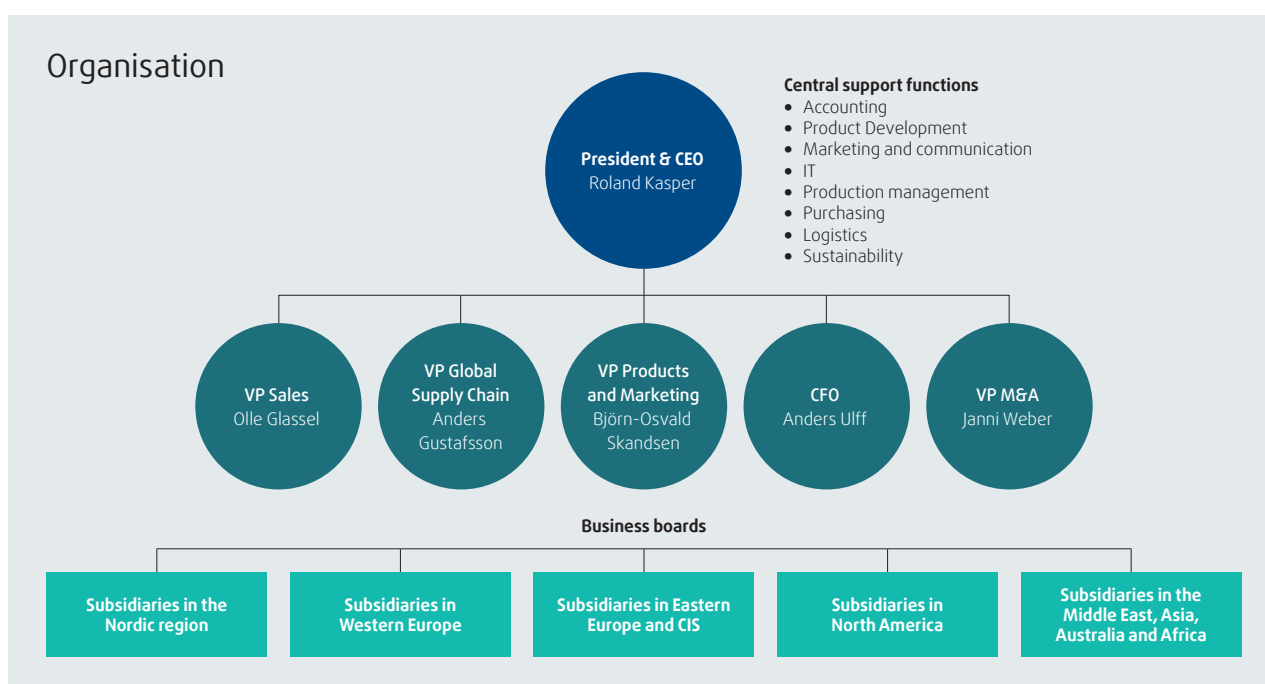 Organisation
President & CEO
Roland Kasper
Central support functions
• Accounting
• Product Development
• Marketing and communication
• IT
• Production management
• Purchasing
• Logistics
• Sustainability
VP Sales
Olle Glassel
VP Global
Supply Chain
Anders
Gustafsson
VP Products
and Marketing
Björn-Osvald
Skandsen
CFO
Anders Ulff
VP M&A
Janni Weber
Business boards
Subsidiaries in the
Nordic region
Subsidiaries in
Western Europe
Subsidiaries in Eastern
Europe and CIS
Subsidiaries in
North America
Subsidiaries in the
Middle East, Asia,
Australia and Africa